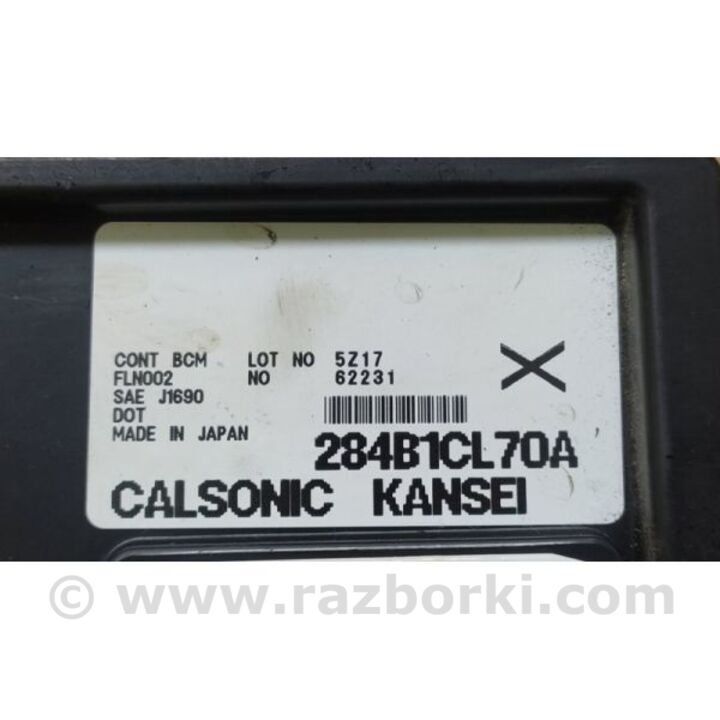 CONT BCM LOT NO 5Z17
FLN002 NO 62231
SAE J1690
DOT
MADE IN JAPAN
X
284B1CL70A
CALSONIC KANSEI
© www.razborki.com